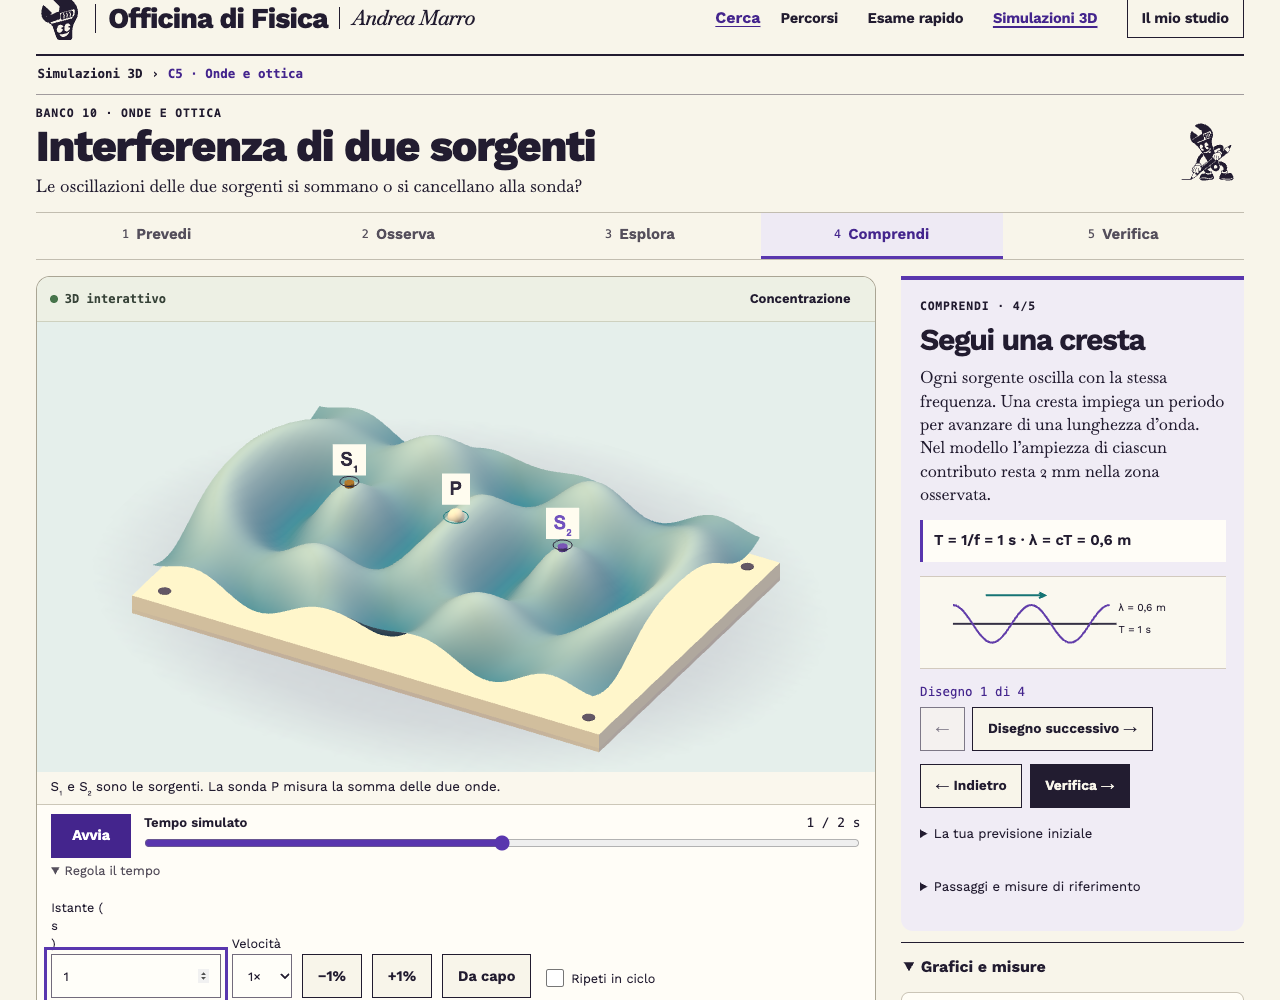 Officina di Fisica
Andrea Marro
Cerca
Percorsi
Esame rapido
Simulazioni 3D
Il mio studio
Simulazioni 3D › C5 · Onde e ottica
BANCO 10 · ONDE E OTTICA
Interferenza di due sorgenti
Le oscillazioni delle due sorgenti si sommano o si cancellano alla sonda?
1 Prevedi
2 Osserva
3 Esplora
4 Comprendi
5 Verifica
3D interattivo
Concentrazione
S₁
P
S₂
S₁ e S₂ sono le sorgenti. La sonda P misura la somma delle due onde.
Avvia
Tempo simulato
1 / 2 s
▼ Regola il tempo
Istante (
s
)
Velocità
1
1×
−1%
+1%
Da capo
Ripeti in ciclo
COMPRENDI · 4/5
Segui una cresta
Ogni sorgente oscilla con la stessa
frequenza. Una cresta impiega un periodo
per avanzare di una lunghezza d’onda.
Nel modello l’ampiezza di ciascun
contributo resta 2 mm nella zona
osservata.
T = 1/f = 1 s · λ = cT = 0,6 m
λ = 0,6 m
T = 1 s
Disegno 1 di 4
←
Disegno successivo →
← Indietro
Verifica →
▶ La tua previsione iniziale
▶ Passaggi e misure di riferimento
▼ Grafici e misure